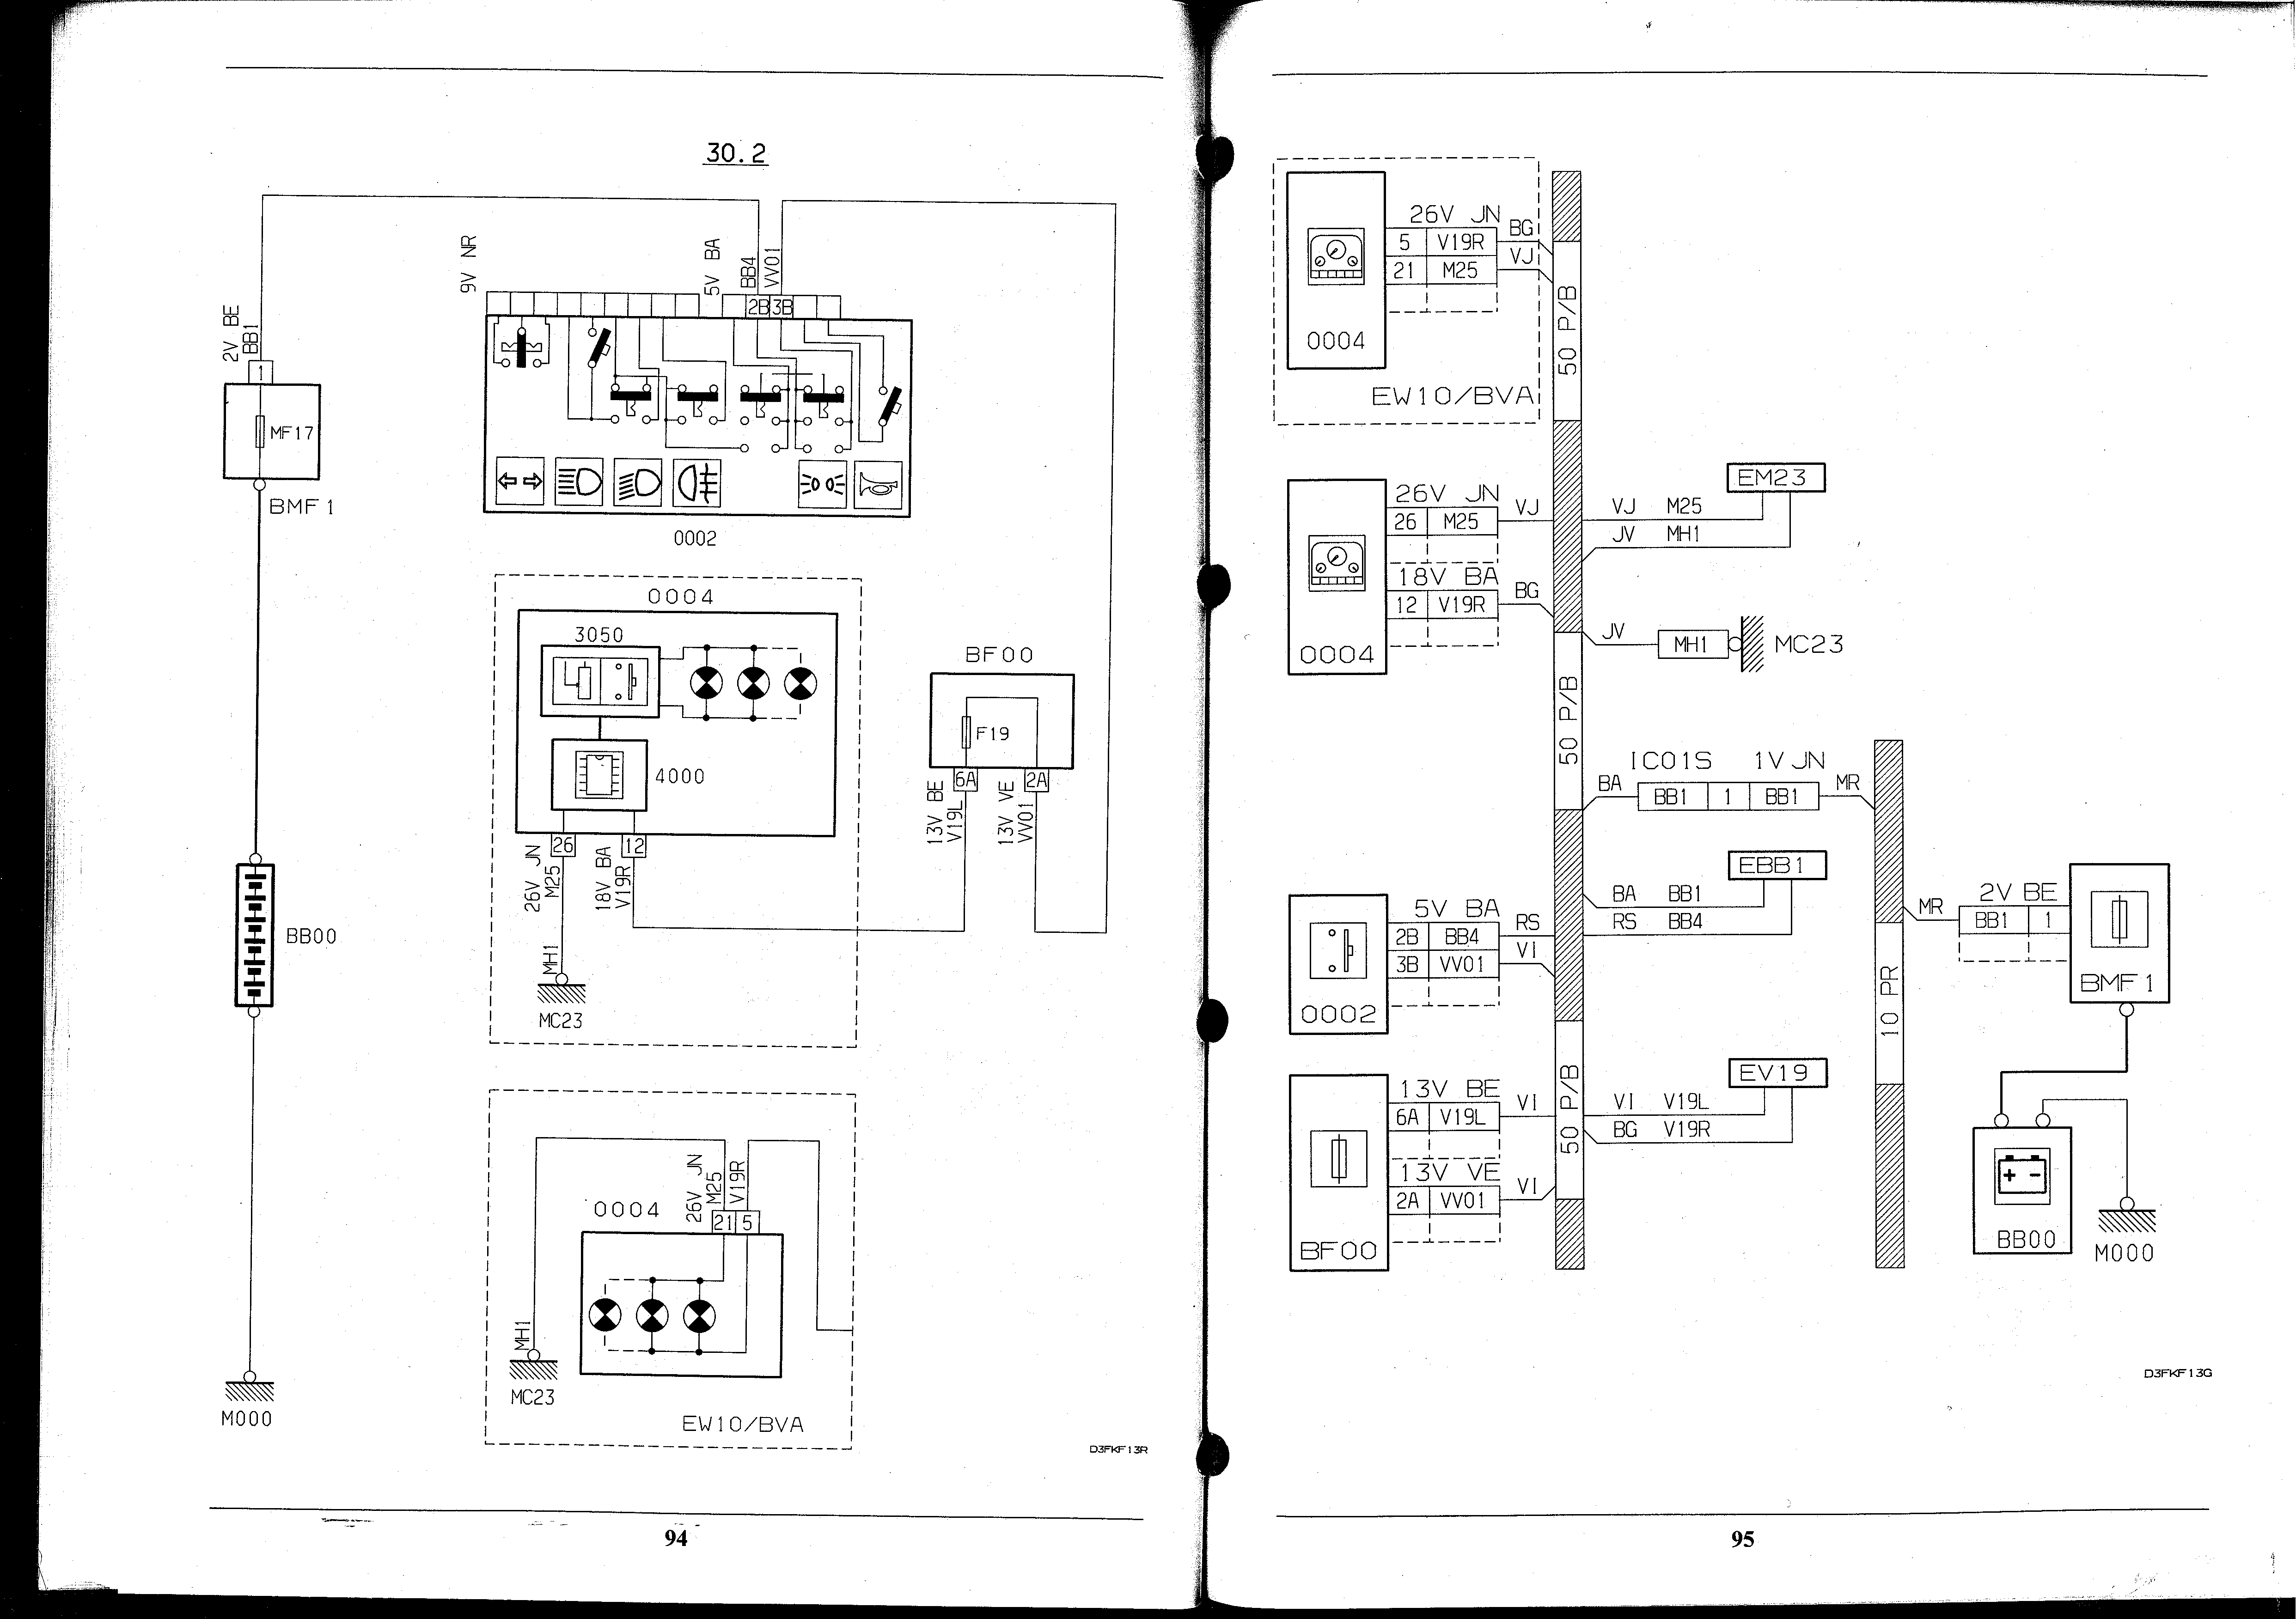 30.2
9V NR
5V BA
BB4
VV01
2B 3B
2V BE
BB1
1
MF17
BMF1
0002
0004
3050
4000
26 12
26V JN
M25
18V BA
V19R
MH1
MC23
BF00
F19
6A 2A
13V BE
V19L
13V VE
VV01
BB00
M000
0004
26V JN
M25
V19R
21 5
MH1
MC23
EW10/BVA
D3FKF13R
94
26V JN
5 V19R BG
21 M25 VJ
0004
EW10/BVA
50 P/B
26V JN
26 M25 VJ
18V BA
12 V19R BG
0004
EM23
VJ M25
JV MH1
JV MH1 MC23
50 P/B
IC01S 1V JN
BA BB1 1 BB1 MR
EBB1
BA BB1
RS BB4
5V BA
2B BB4 RS
3B VV01 VI
0002
10 PR
MR
2V BE
BB1 1
BMF1
13V BE
6A V19L VI
13V VE
2A VV01 VI
BF00
50 P/B
EV19
VI V19L
BG V19R
+ -
BB00
M000
D3FKF13G
95